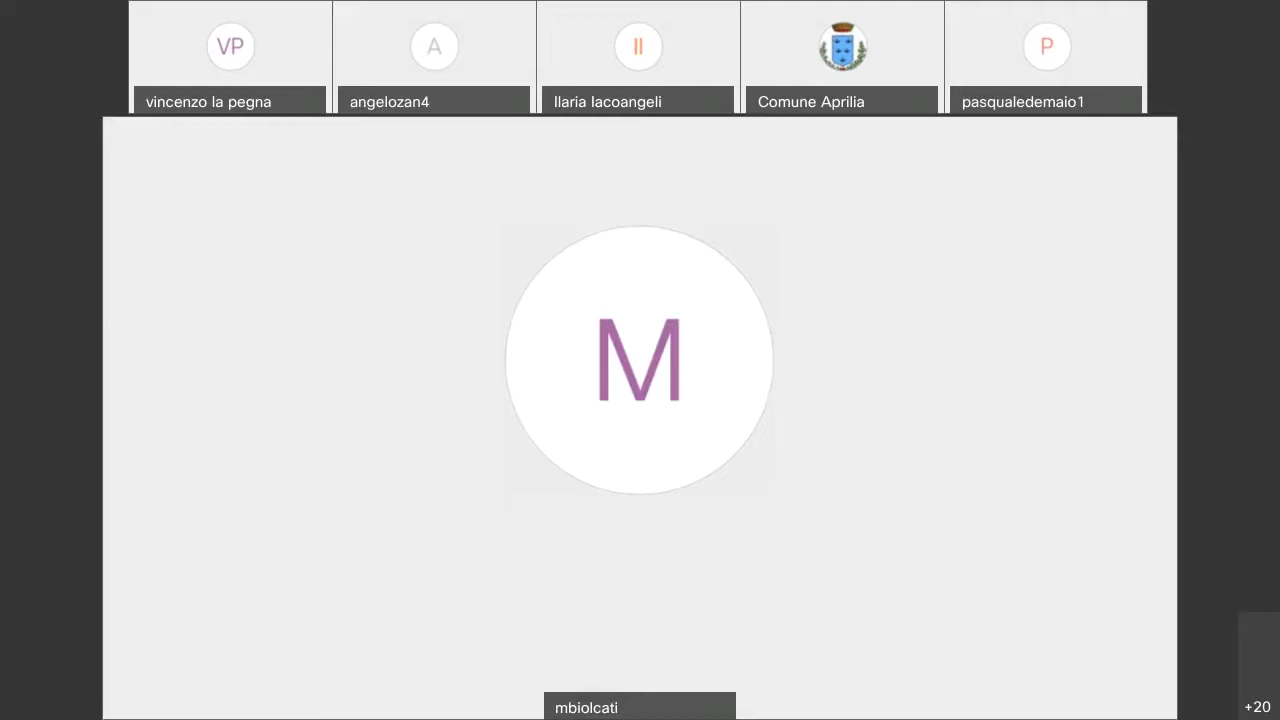 VP
A
II
P
vincenzo la pegna
angelozan4
Ilaria Iacoangeli
Comune Aprilia
pasqualedemaio1
M
mbiolcati
+20